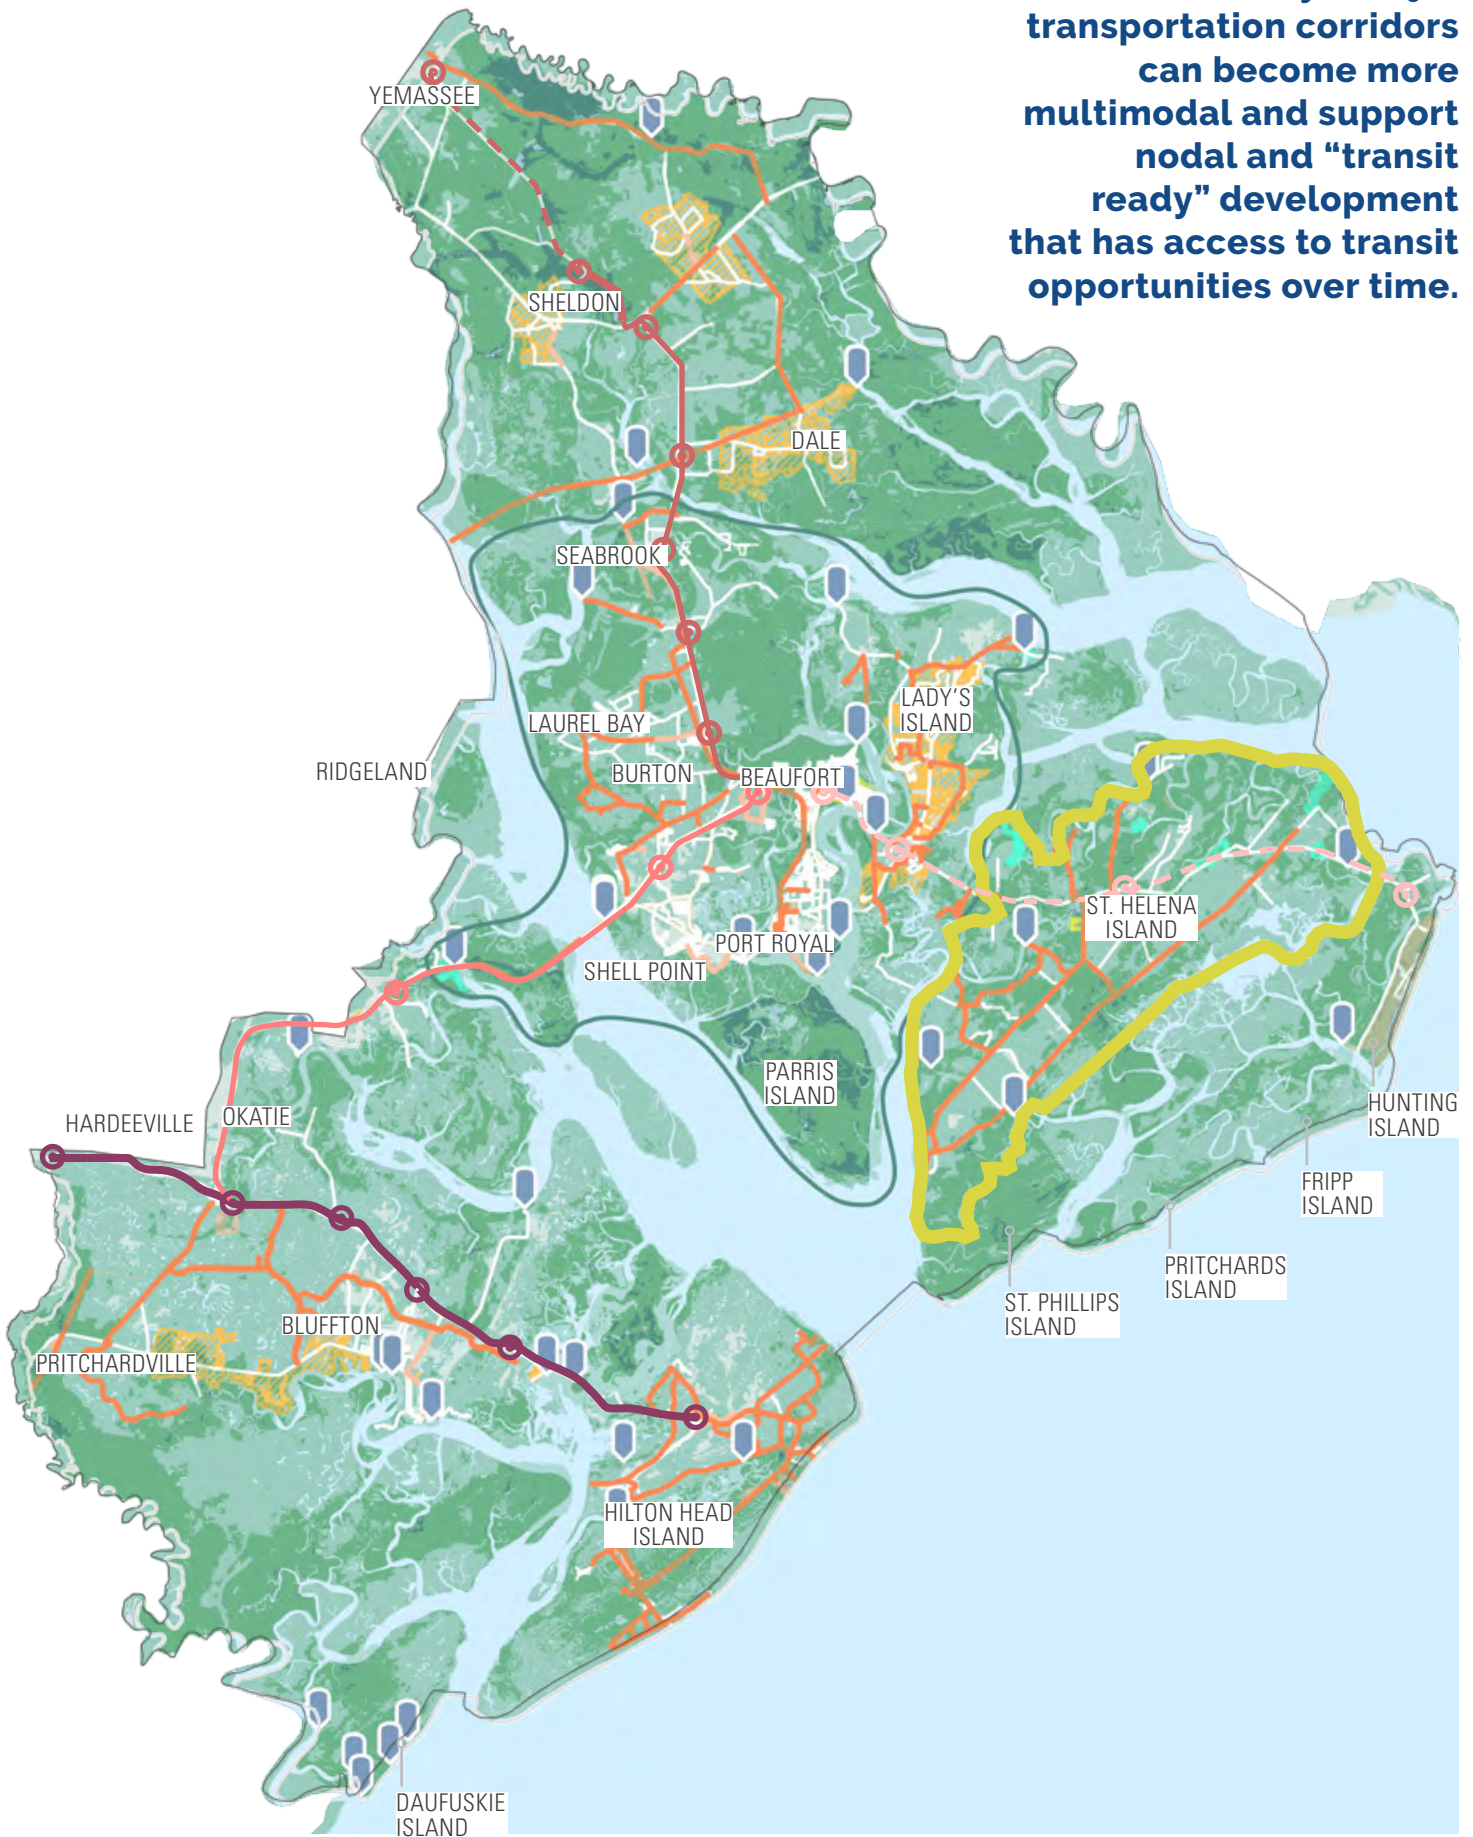 transportation corridors
can become more
multimodal and support
nodal and “transit
ready” development
that has access to transit
opportunities over time.
YEMASSEE
SHELDON
DALE
SEABROOK
LADY'S
ISLAND
LAUREL BAY
RIDGELAND
BURTON
BEAUFORT
ST. HELENA
ISLAND
PORT ROYAL
SHELL POINT
PARRIS
ISLAND
HUNTING
ISLAND
HARDEEVILLE
OKATIE
FRIPP
ISLAND
PRITCHARDS
ISLAND
ST. PHILLIPS
ISLAND
BLUFFTON
PRITCHARDVILLE
HILTON HEAD
ISLAND
DAUFUSKIE
ISLAND